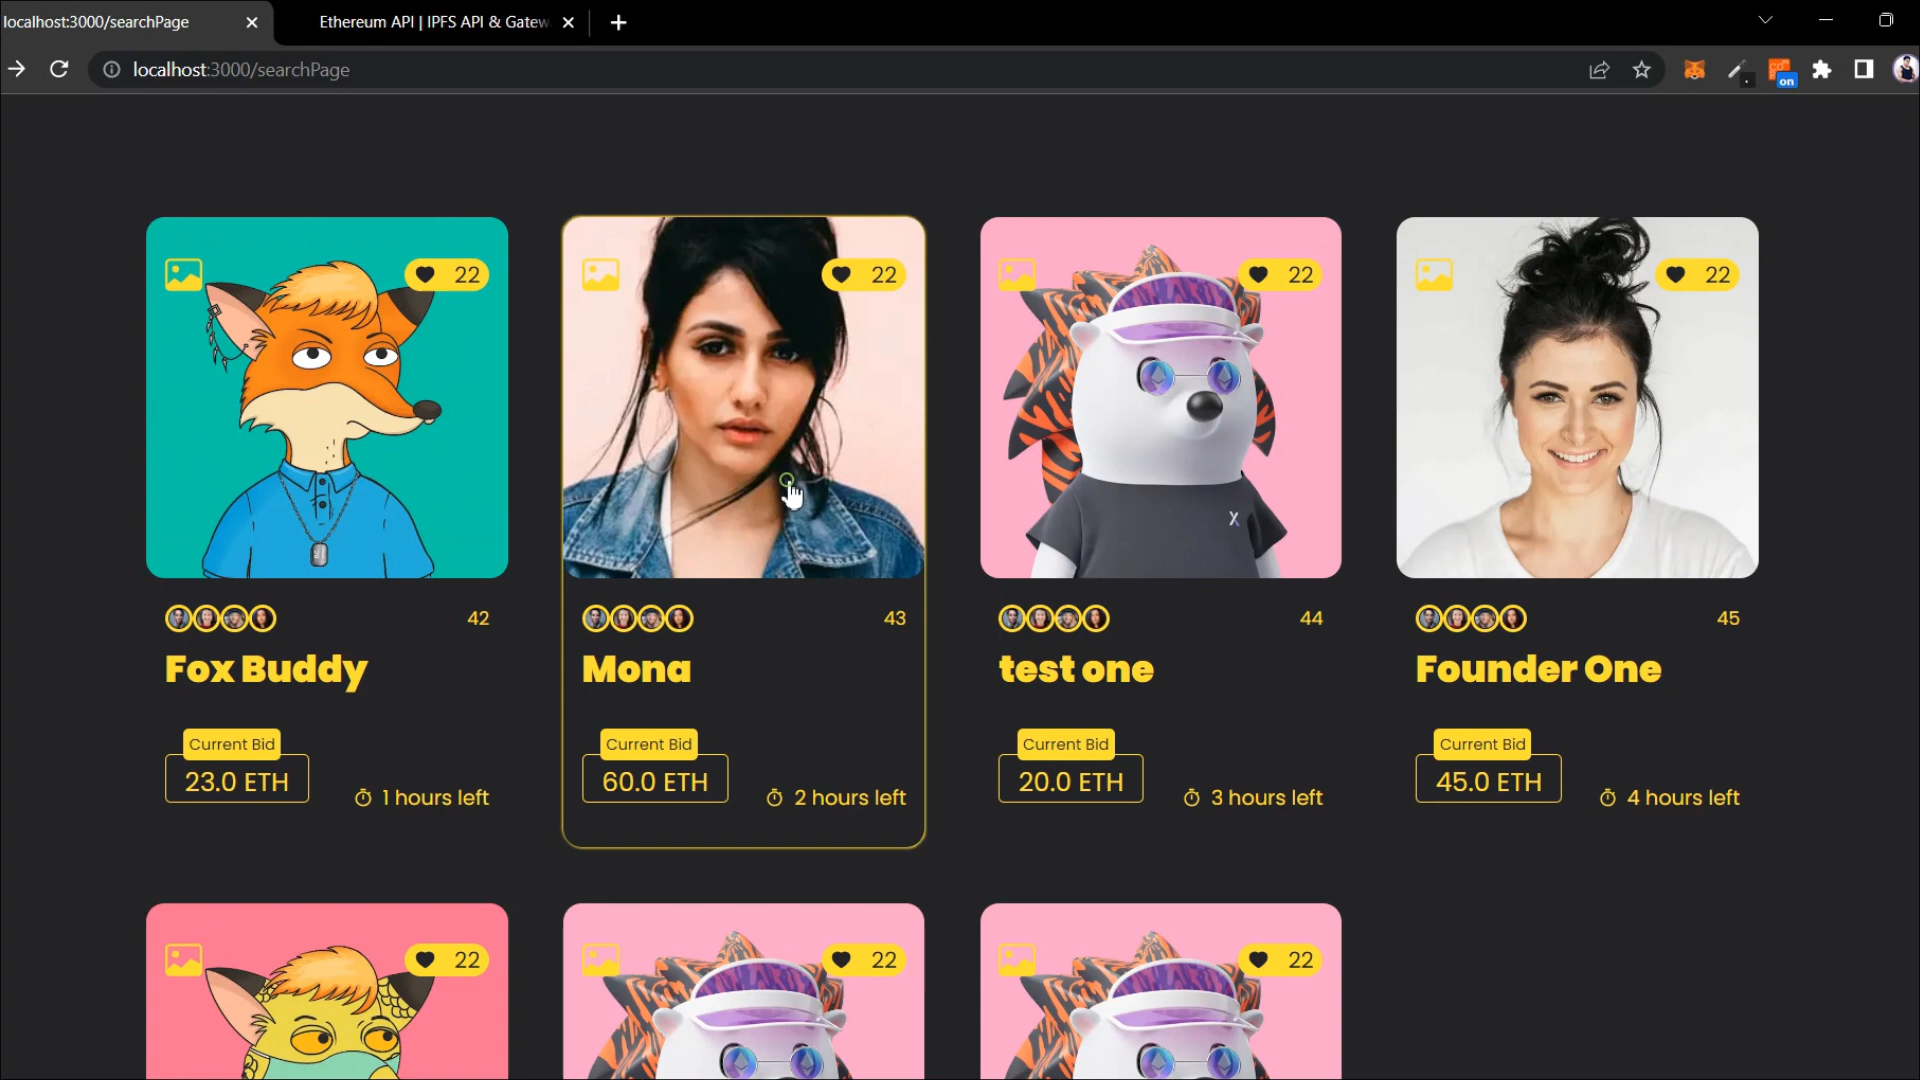 localhost:3000/searchPage
Ethereum API | IPFS API & Gatew
localhost:3000/searchPage
on
22
22
22
22
X
42
43
44
45
Fox Buddy
Mona
test one
Founder One
Current Bid
Current Bid
Current Bid
Current Bid
23.0 ETH
1 hours left
60.0 ETH
2 hours left
20.0 ETH
3 hours left
45.0 ETH
4 hours left
22
22
22